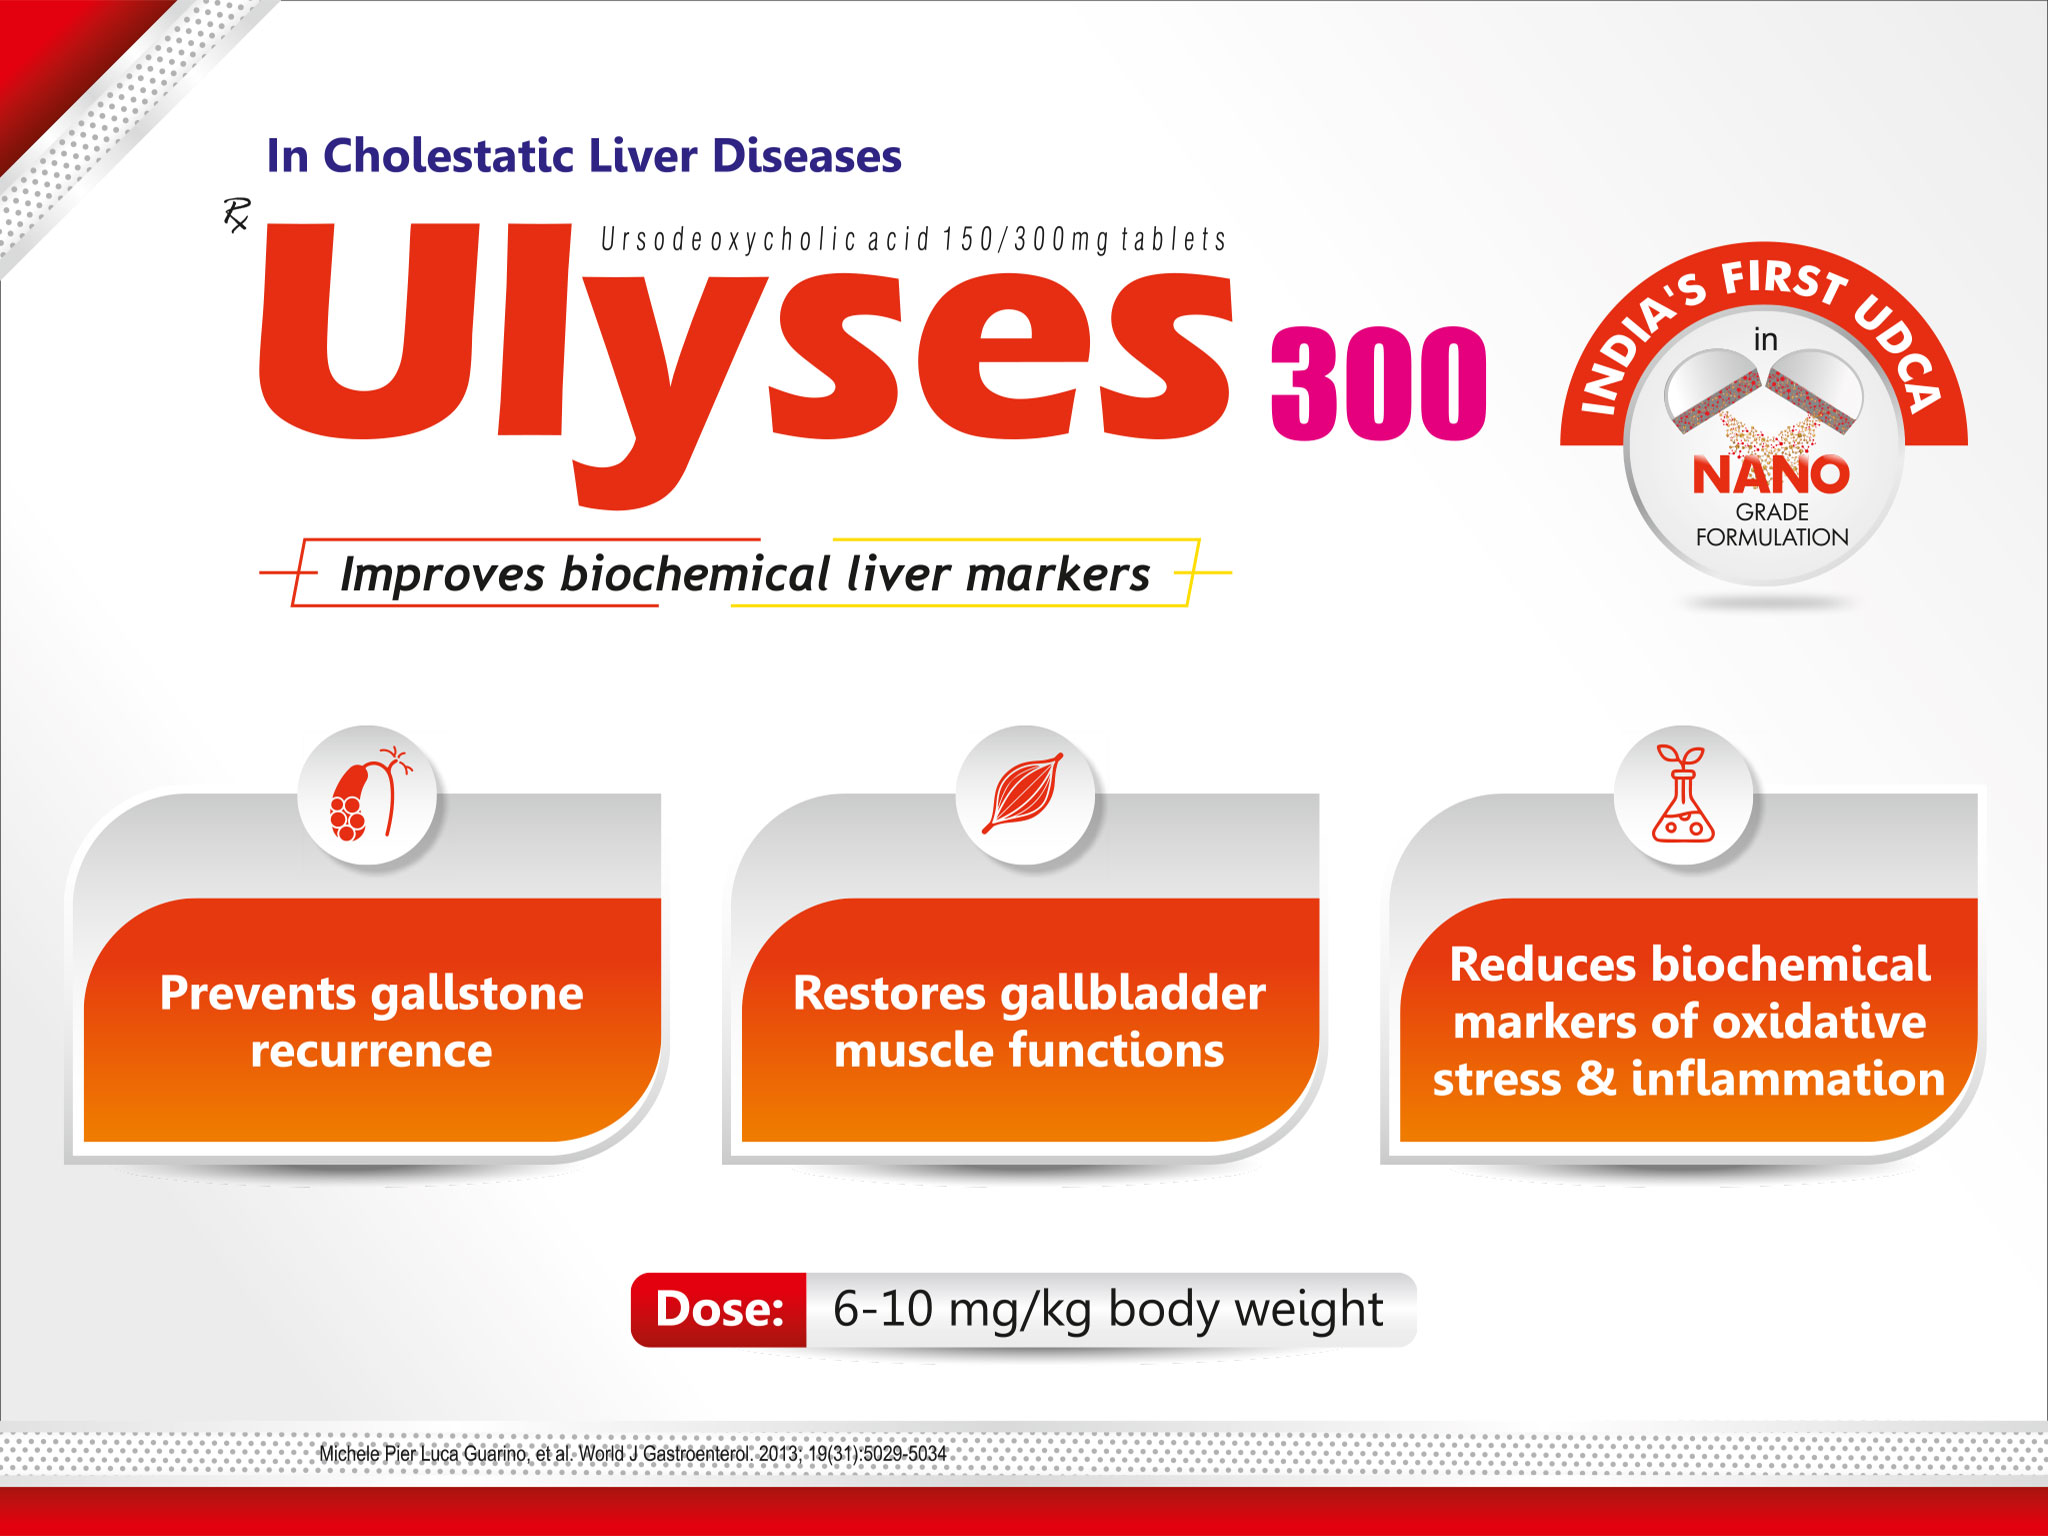 In Cholestatic Liver Diseases
Rx
Ursodeoxycholic acid 150/300mg tablets
Ulyses 300
INDIA'S FIRST UDCA
in
NANO
GRADE
FORMULATION
Improves biochemical liver markers
Prevents gallstone
recurrence
Restores gallbladder
muscle functions
Reduces biochemical
markers of oxidative
stress & inflammation
Dose: 6-10 mg/kg body weight
Michele Pier Luca Guarino, et al. World J Gastroenterol. 2013; 19(31):5029-5034